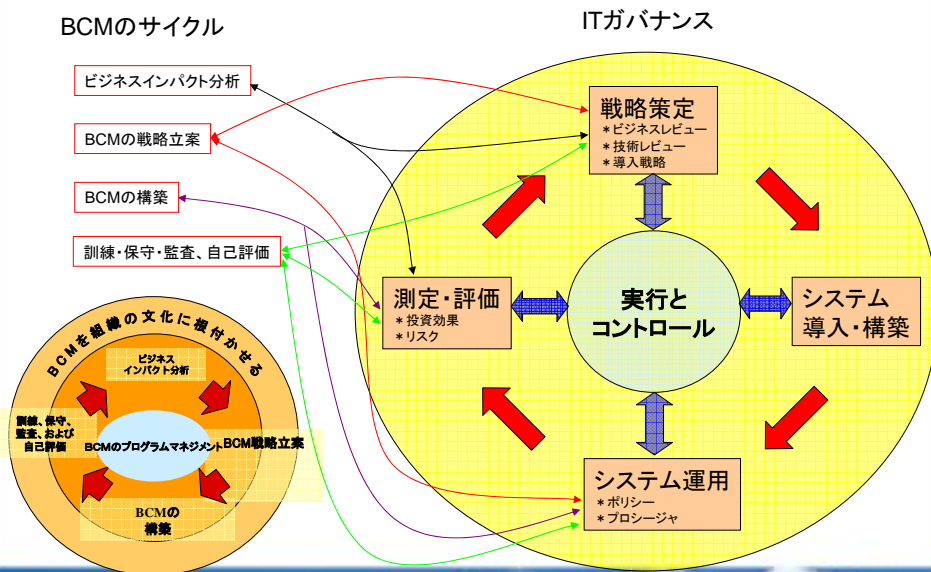 BCMのサイクル
ITガバナンス
ビジネスインパクト分析
BCMの戦略立案
BCMの構築
訓練・保守・監査、自己評価
戦略策定
＊ビジネスレビュー
＊技術レビュー
＊導入戦略
測定・評価
＊投資効果
＊リスク
実行と
コントロール
システム
導入・構築
システム運用
＊ポリシー
＊プロシージャ
BCMを組織の文化に根付かせる
ビジネス
インパクト分析
訓練、保守、
監査、および
自己評価
BCMのプログラムマネジメント
BCM戦略立案
BCMの
構築